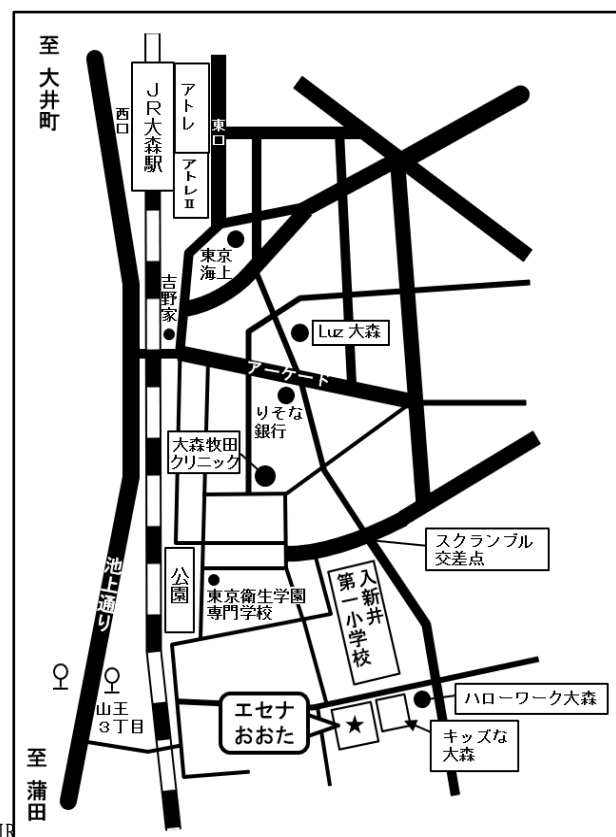 至 大井町
西口
JR大森駅
アトレ
アトレⅡ
東口
東京
海上
吉野家
Luz 大森
アーケード
りそな
銀行
大森牧田
クリニック
スクランブル
交差点
公園
東京衛生学園
専門学校
入新井
第一小学校
池上通り
山王
3丁目
エセナ
おおた
★
ハローワーク大森
キッズな
大森
至 蒲田
JR